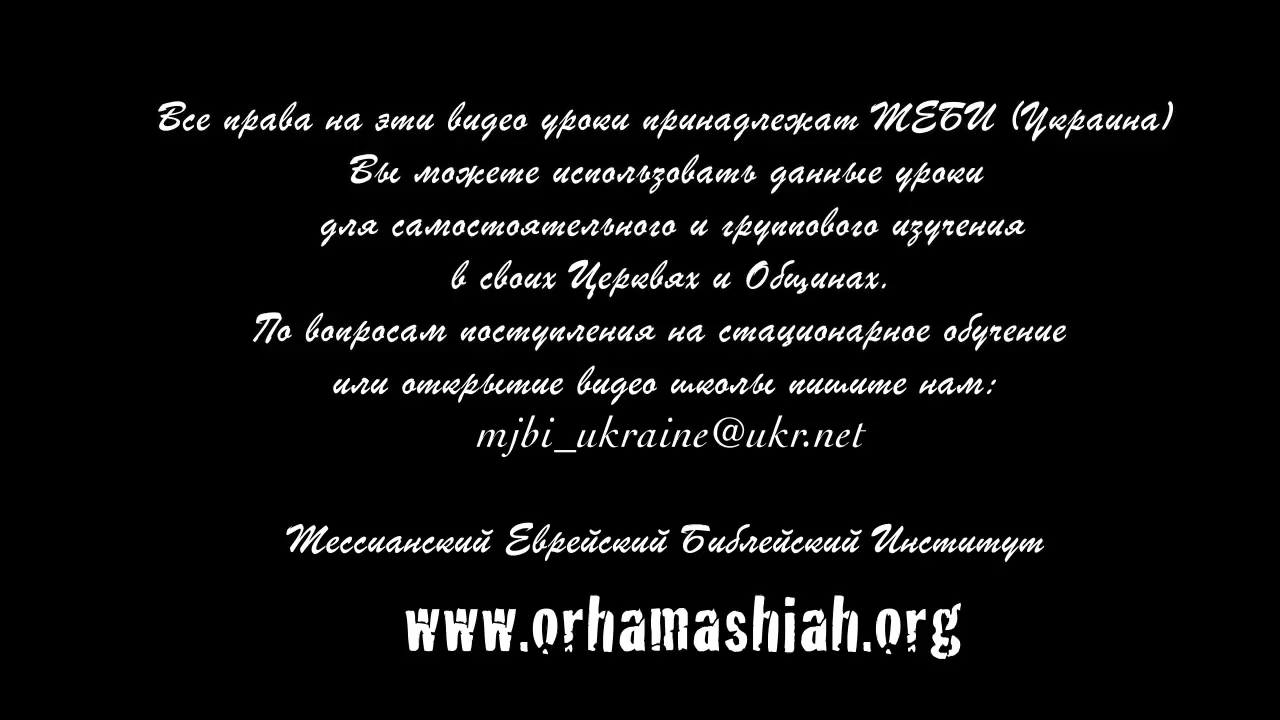 Все права на эти видео уроки принадлежат МЕБИ (Украина)
Вы можете использовать данные уроки
для самостоятельного и группового изучения
в своих Церквях и Общинах.
По вопросам поступления на стационарное обучение
или открытие видео школы пишите нам:
mjbi_ukraine@ukr.net
Мессианский Еврейский Библейский Институт
www.orhamashiah.org